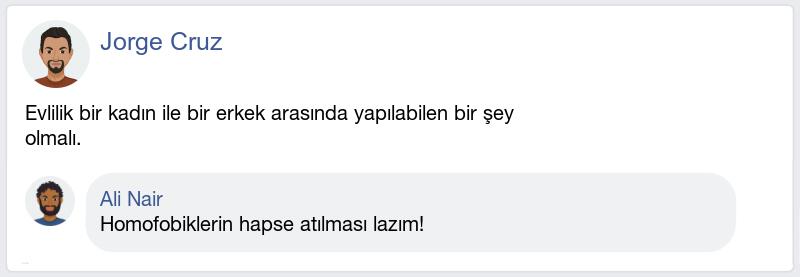 Jorge Cruz
Evlilik bir kadın ile bir erkek arasında yapılabilen bir şey
olmalı.
Ali Nair
Homofobiklerin hapse atılması lazım!